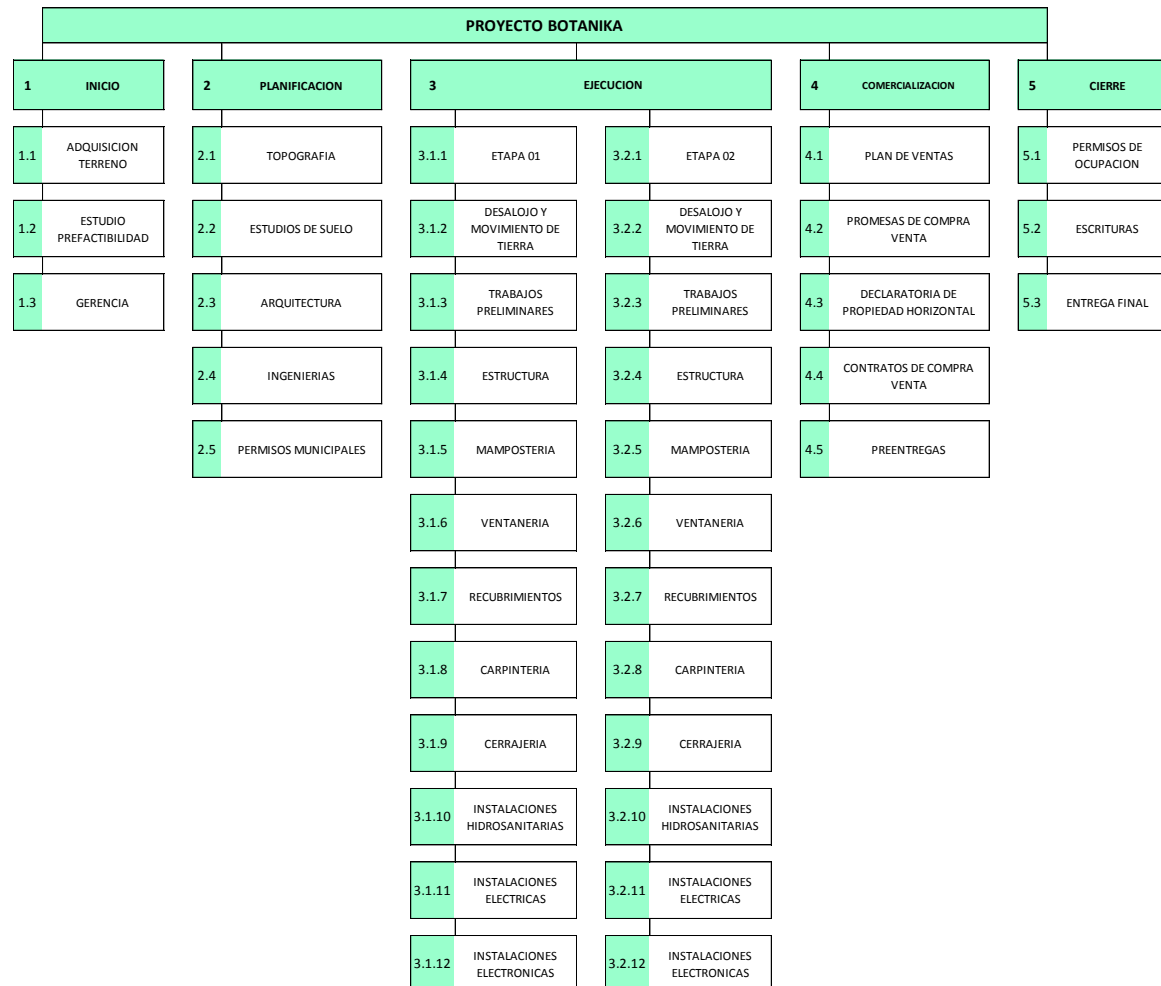 PROYECTO BOTANIKA
1 INICIO
1.1 ADQUISICION
TERRENO
1.2 ESTUDIO
PREFACTIBILIDAD
1.3 GERENCIA
2 PLANIFICACION
2.1 TOPOGRAFIA
2.2 ESTUDIOS DE SUELO
2.3 ARQUITECTURA
2.4 INGENIERIAS
2.5 PERMISOS MUNICIPALES
3 EJECUCION
3.1.1 ETAPA 01
3.1.2 DESALOJO Y
MOVIMIENTO DE
TIERRA
3.1.3 TRABAJOS
PRELIMINARES
3.1.4 ESTRUCTURA
3.1.5 MAMPOSTERIA
3.1.6 VENTANERIA
3.1.7 RECUBRIMIENTOS
3.1.8 CARPINTERIA
3.1.9 CERRAJERIA
3.1.10 INSTALACIONES
HIDROSANITARIAS
3.1.11 INSTALACIONES
ELECTRICAS
3.1.12 INSTALACIONES
ELECTRONICAS
3.2.1 ETAPA 02
3.2.2 DESALOJO Y
MOVIMIENTO DE
TIERRA
3.2.3 TRABAJOS
PRELIMINARES
3.2.4 ESTRUCTURA
3.2.5 MAMPOSTERIA
3.2.6 VENTANERIA
3.2.7 RECUBRIMIENTOS
3.2.8 CARPINTERIA
3.2.9 CERRAJERIA
3.2.10 INSTALACIONES
HIDROSANITARIAS
3.2.11 INSTALACIONES
ELECTRICAS
3.2.12 INSTALACIONES
ELECTRONICAS
4 COMERCIALIZACION
4.1 PLAN DE VENTAS
4.2 PROMESAS DE COMPRA
VENTA
4.3 DECLARATORIA DE
PROPIEDAD HORIZONTAL
4.4 CONTRATOS DE COMPRA
VENTA
4.5 PREENTREGAS
5 CIERRE
5.1 PERMISOS DE
OCUPACION
5.2 ESCRITURAS
5.3 ENTREGA FINAL